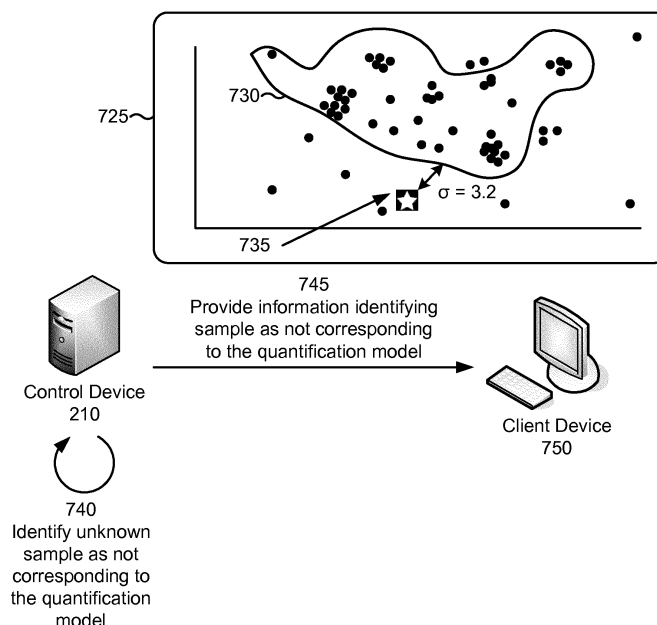 730
725
σ = 3.2
735
745
Provide information identifying
sample as not corresponding
to the quantification model
Control Device
210
Client Device
750
740
Identify unknown
sample as not
corresponding to
the quantification
model